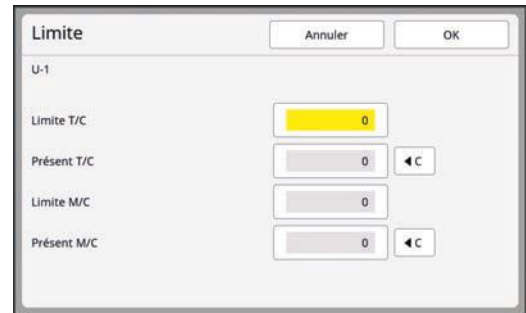 Limite Annuler OK
U-1
Limite T/C 0
Présent T/C 0 ◀C
Limite M/C 0
Présent M/C 0 ◀C